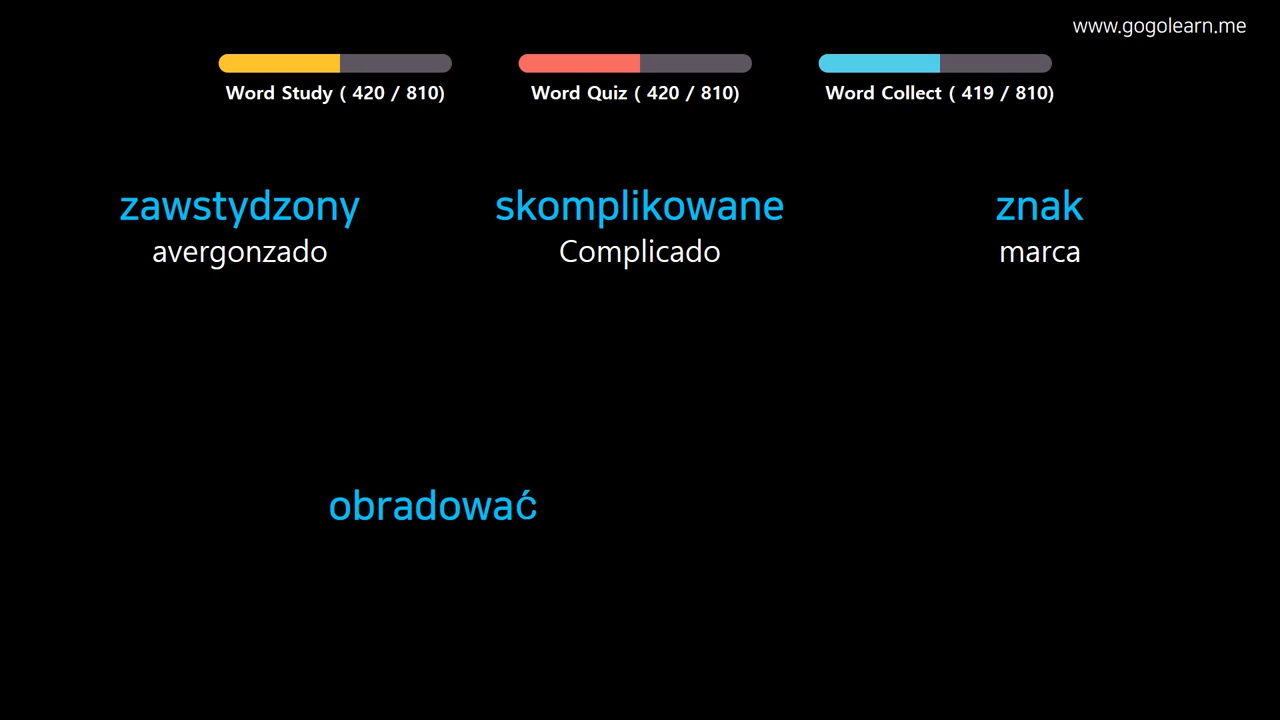 www.gogolearn.me
Word Study ( 420 / 810)
Word Quiz ( 420 / 810)
Word Collect ( 419 / 810)
zawstydzony
avergonzado
skomplikowane
Complicado
znak
marca
obradować